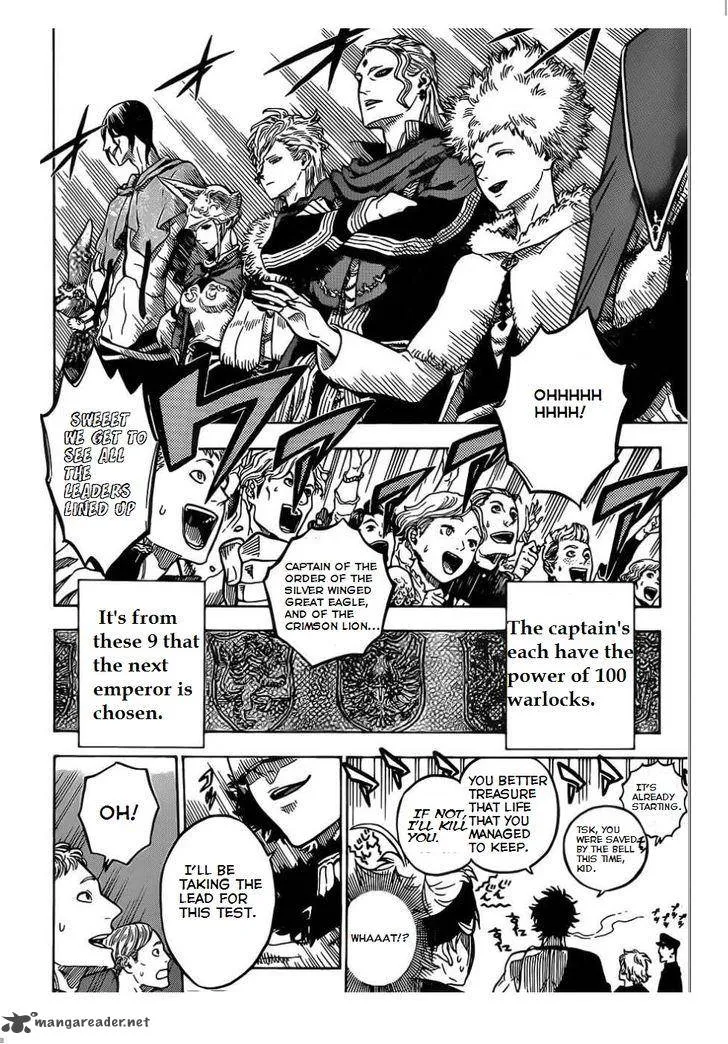 OHHHHH
HHHH!
SWEEET
WE GET TO
SEE ALL
THE
LEADERS
LINED UP
The captain's
each have the
power of 100
warlocks.
CAPTAIN OF THE
ORDER OF THE
SILVER WINGED
GREAT EAGLE,
AND OF THE
CRIMSON LION...
It's from
these 9 that
the next
emperor is
chosen.
IT'S
ALREADY
STARTING.
TSK, YOU
WERE SAVED
BY THE BELL
THIS TIME,
KID.
YOU BETTER
TREASURE
THAT LIFE
THAT YOU
MANAGED
TO KEEP.
IF NOT,
I'LL KILL
YOU.
WHAAAT!?
I'LL BE
TAKING THE
LEAD FOR
THIS TEST.
OH!
mangareader.net